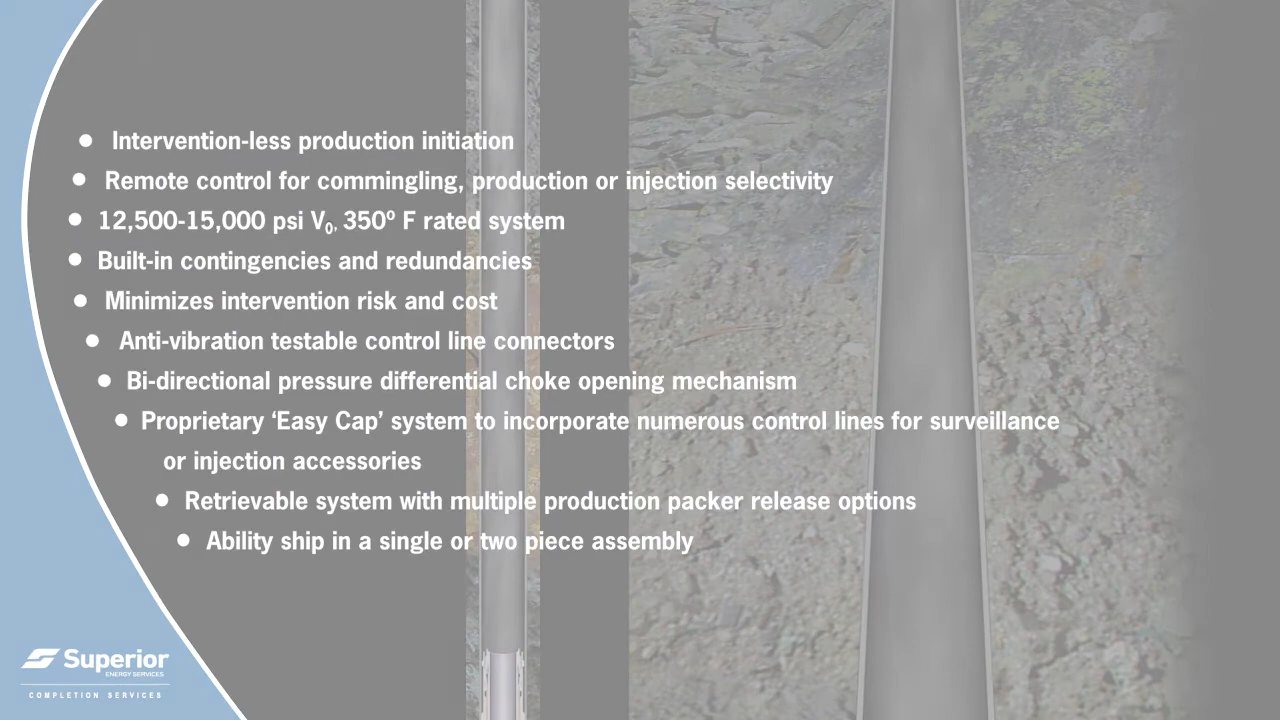 • Intervention-less production initiation
• Remote control for commingling, production or injection selectivity
• 12,500-15,000 psi V₀, 350º F rated system
• Built-in contingencies and redundancies
• Minimizes intervention risk and cost
• Anti-vibration testable control line connectors
• Bi-directional pressure differential choke opening mechanism
• Proprietary ‘Easy Cap’ system to incorporate numerous control lines for surveillance
or injection accessories
• Retrievable system with multiple production packer release options
• Ability ship in a single or two piece assembly
Superior
ENERGY SERVICES
COMPLETION SERVICES